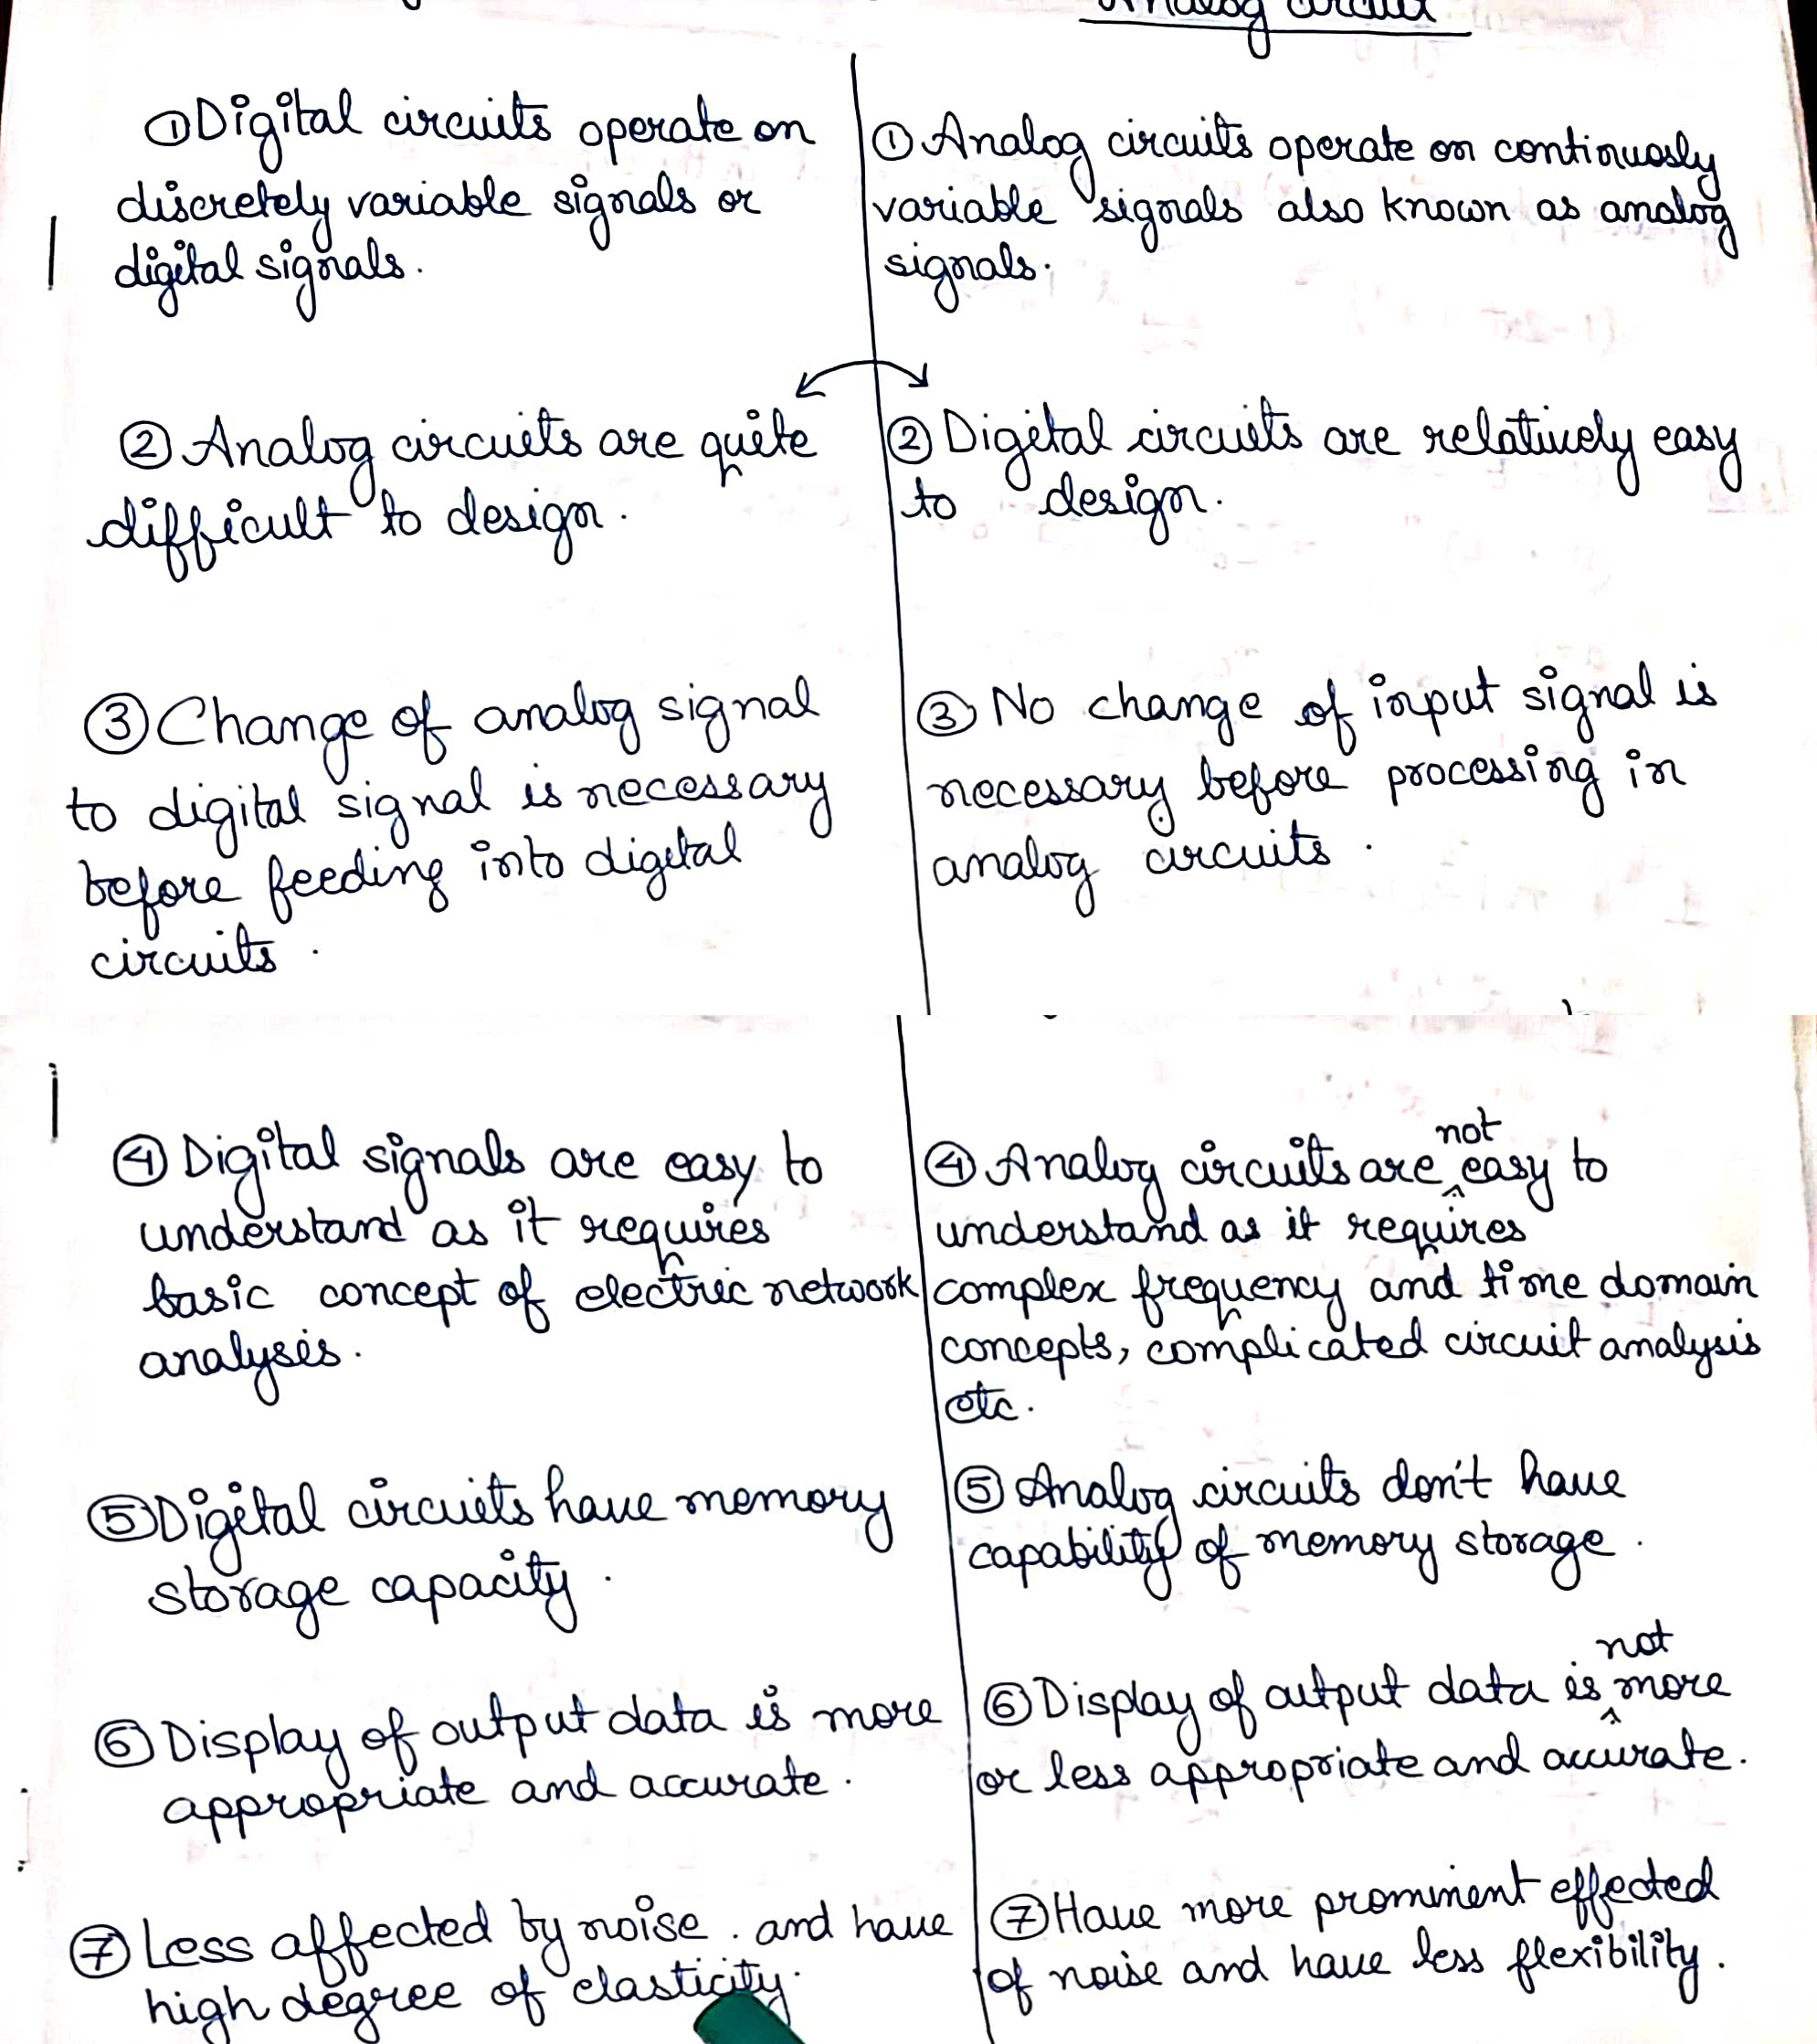 Analog circuit
① Digital circuits operate on
discretely variable signals or
digital signals.
① Analog circuits operate on continuosly
variable signals also known as analog
signals.
② Analog circuits are quite
difficult to design.
② Digital circuits are relatively easy
to design.
③ Change of analog signal
to digital signal is necessary
before feeding into digital
circuits.
③ No change of input signal is
necessary before processing in
analog circuits.
④ Digital signals are easy to
understand as it requires
basic concept of electric network
analysis.
④ Analog circuits are not easy to
understand as it requires
complex frequency and time domain
concepts, complicated circuit analysis
etc.
⑤ Digital circuits have memory
storage capacity.
⑤ Analog circuits don't have
capability of memory storage.
⑥ Display of output data is more
appropriate and accurate.
⑥ Display of output data is not more
or less appropriate and accurate.
⑦ Less affected by noise. and have
high degree of elasticity.
⑦ Have more prominent effected
of noise and have less flexibility.